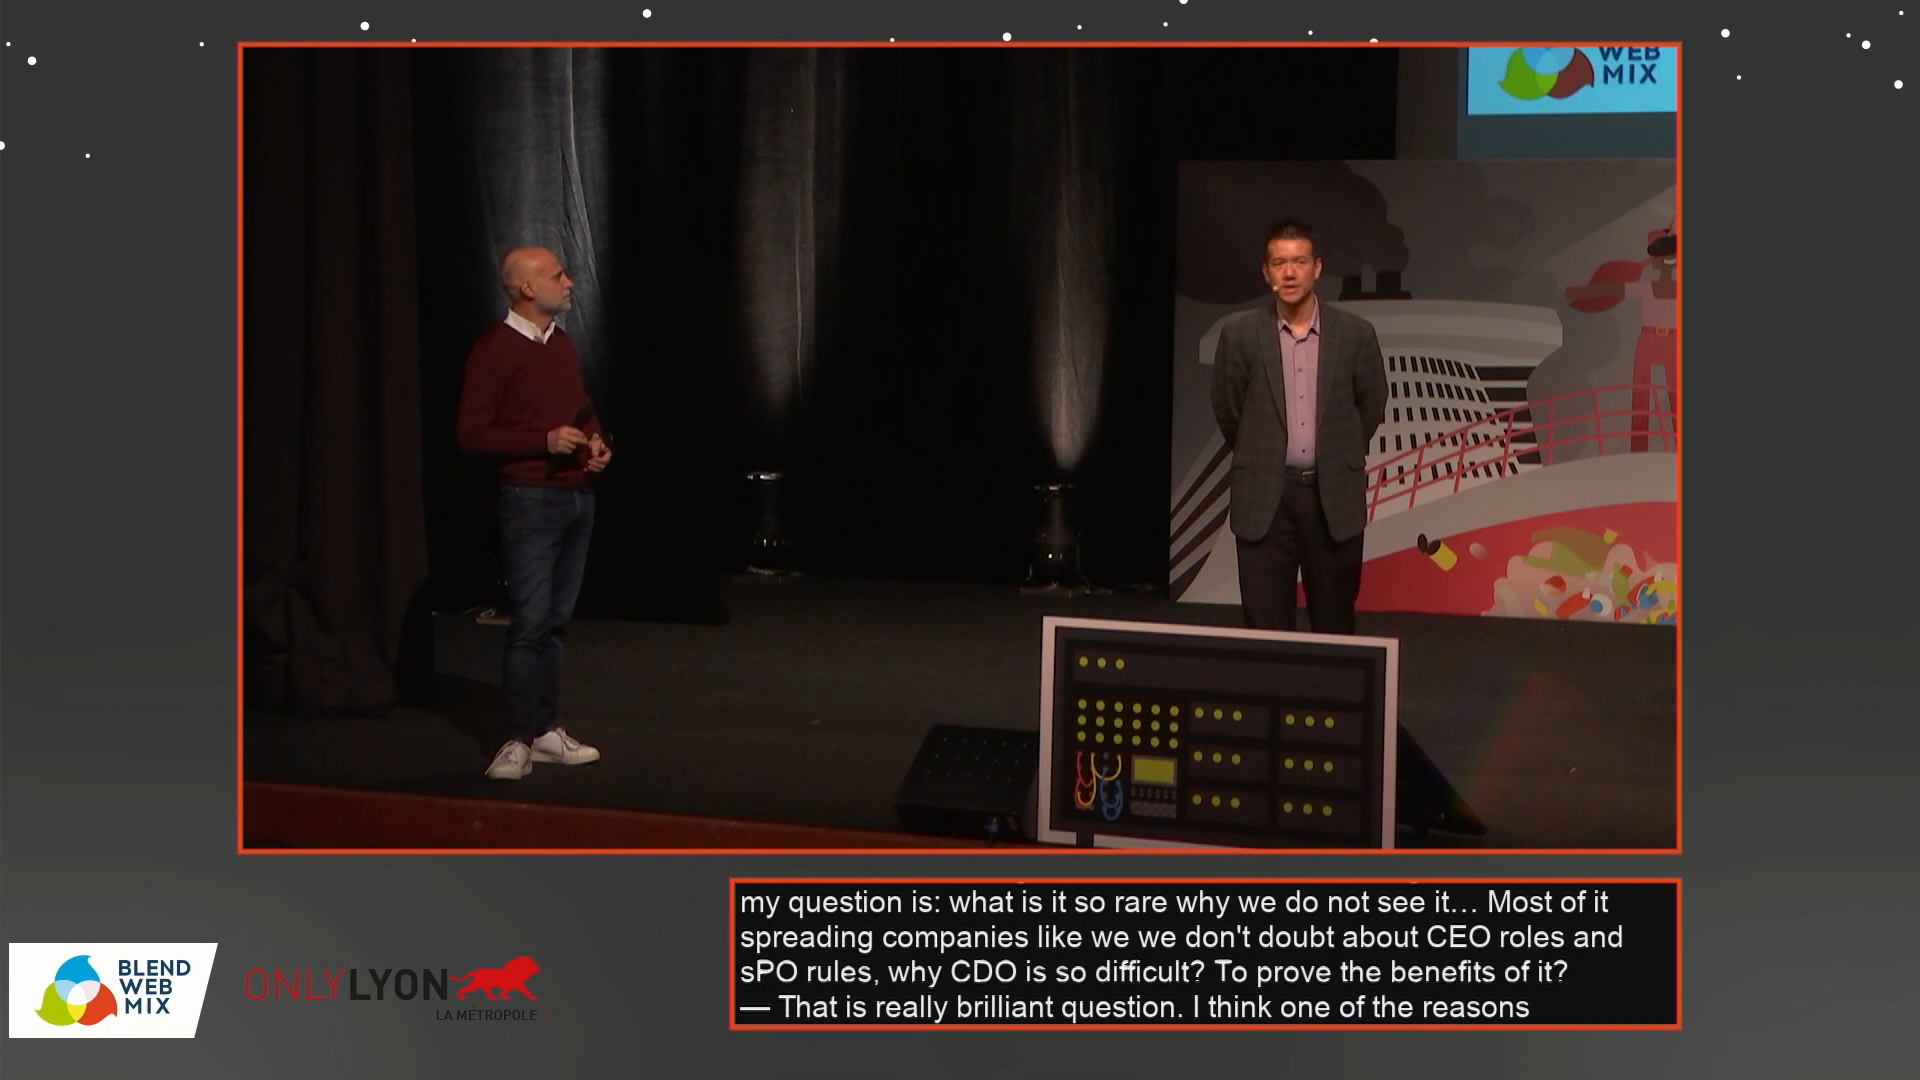 WEB
MIX
my question is: what is it so rare why we do not see it… Most of it
spreading companies like we we don't doubt about CEO roles and
sPO rules, why CDO is so difficult? To prove the benefits of it?
— That is really brilliant question. I think one of the reasons
BLEND
WEB
MIX
ONLYLYON
LA MÉTROPOLE